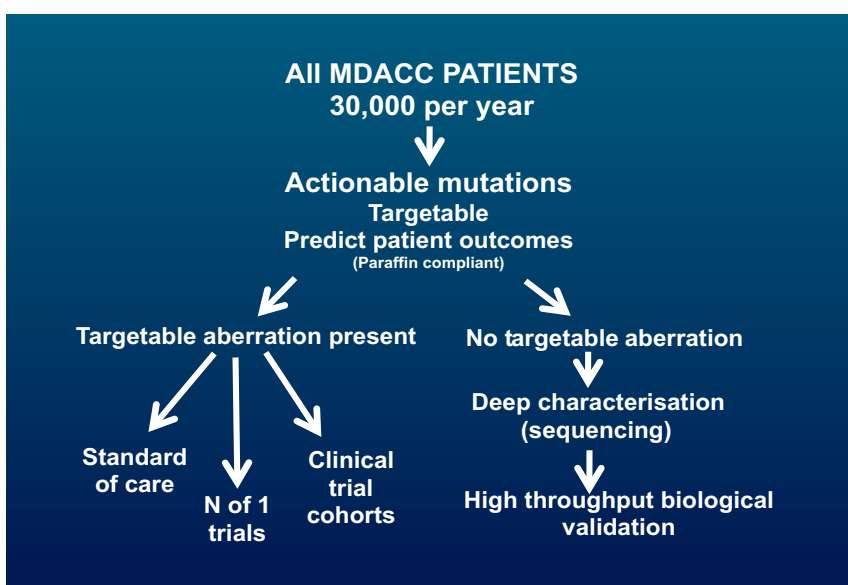 All MDACC PATIENTS
30,000 per year
Actionable mutations
Targetable
Predict patient outcomes
(Paraffin compliant)
Targetable aberration present
No targetable aberration
Standard
of care
N of 1
trials
Clinical
trial
cohorts
Deep characterisation
(sequencing)
High throughput biological
validation